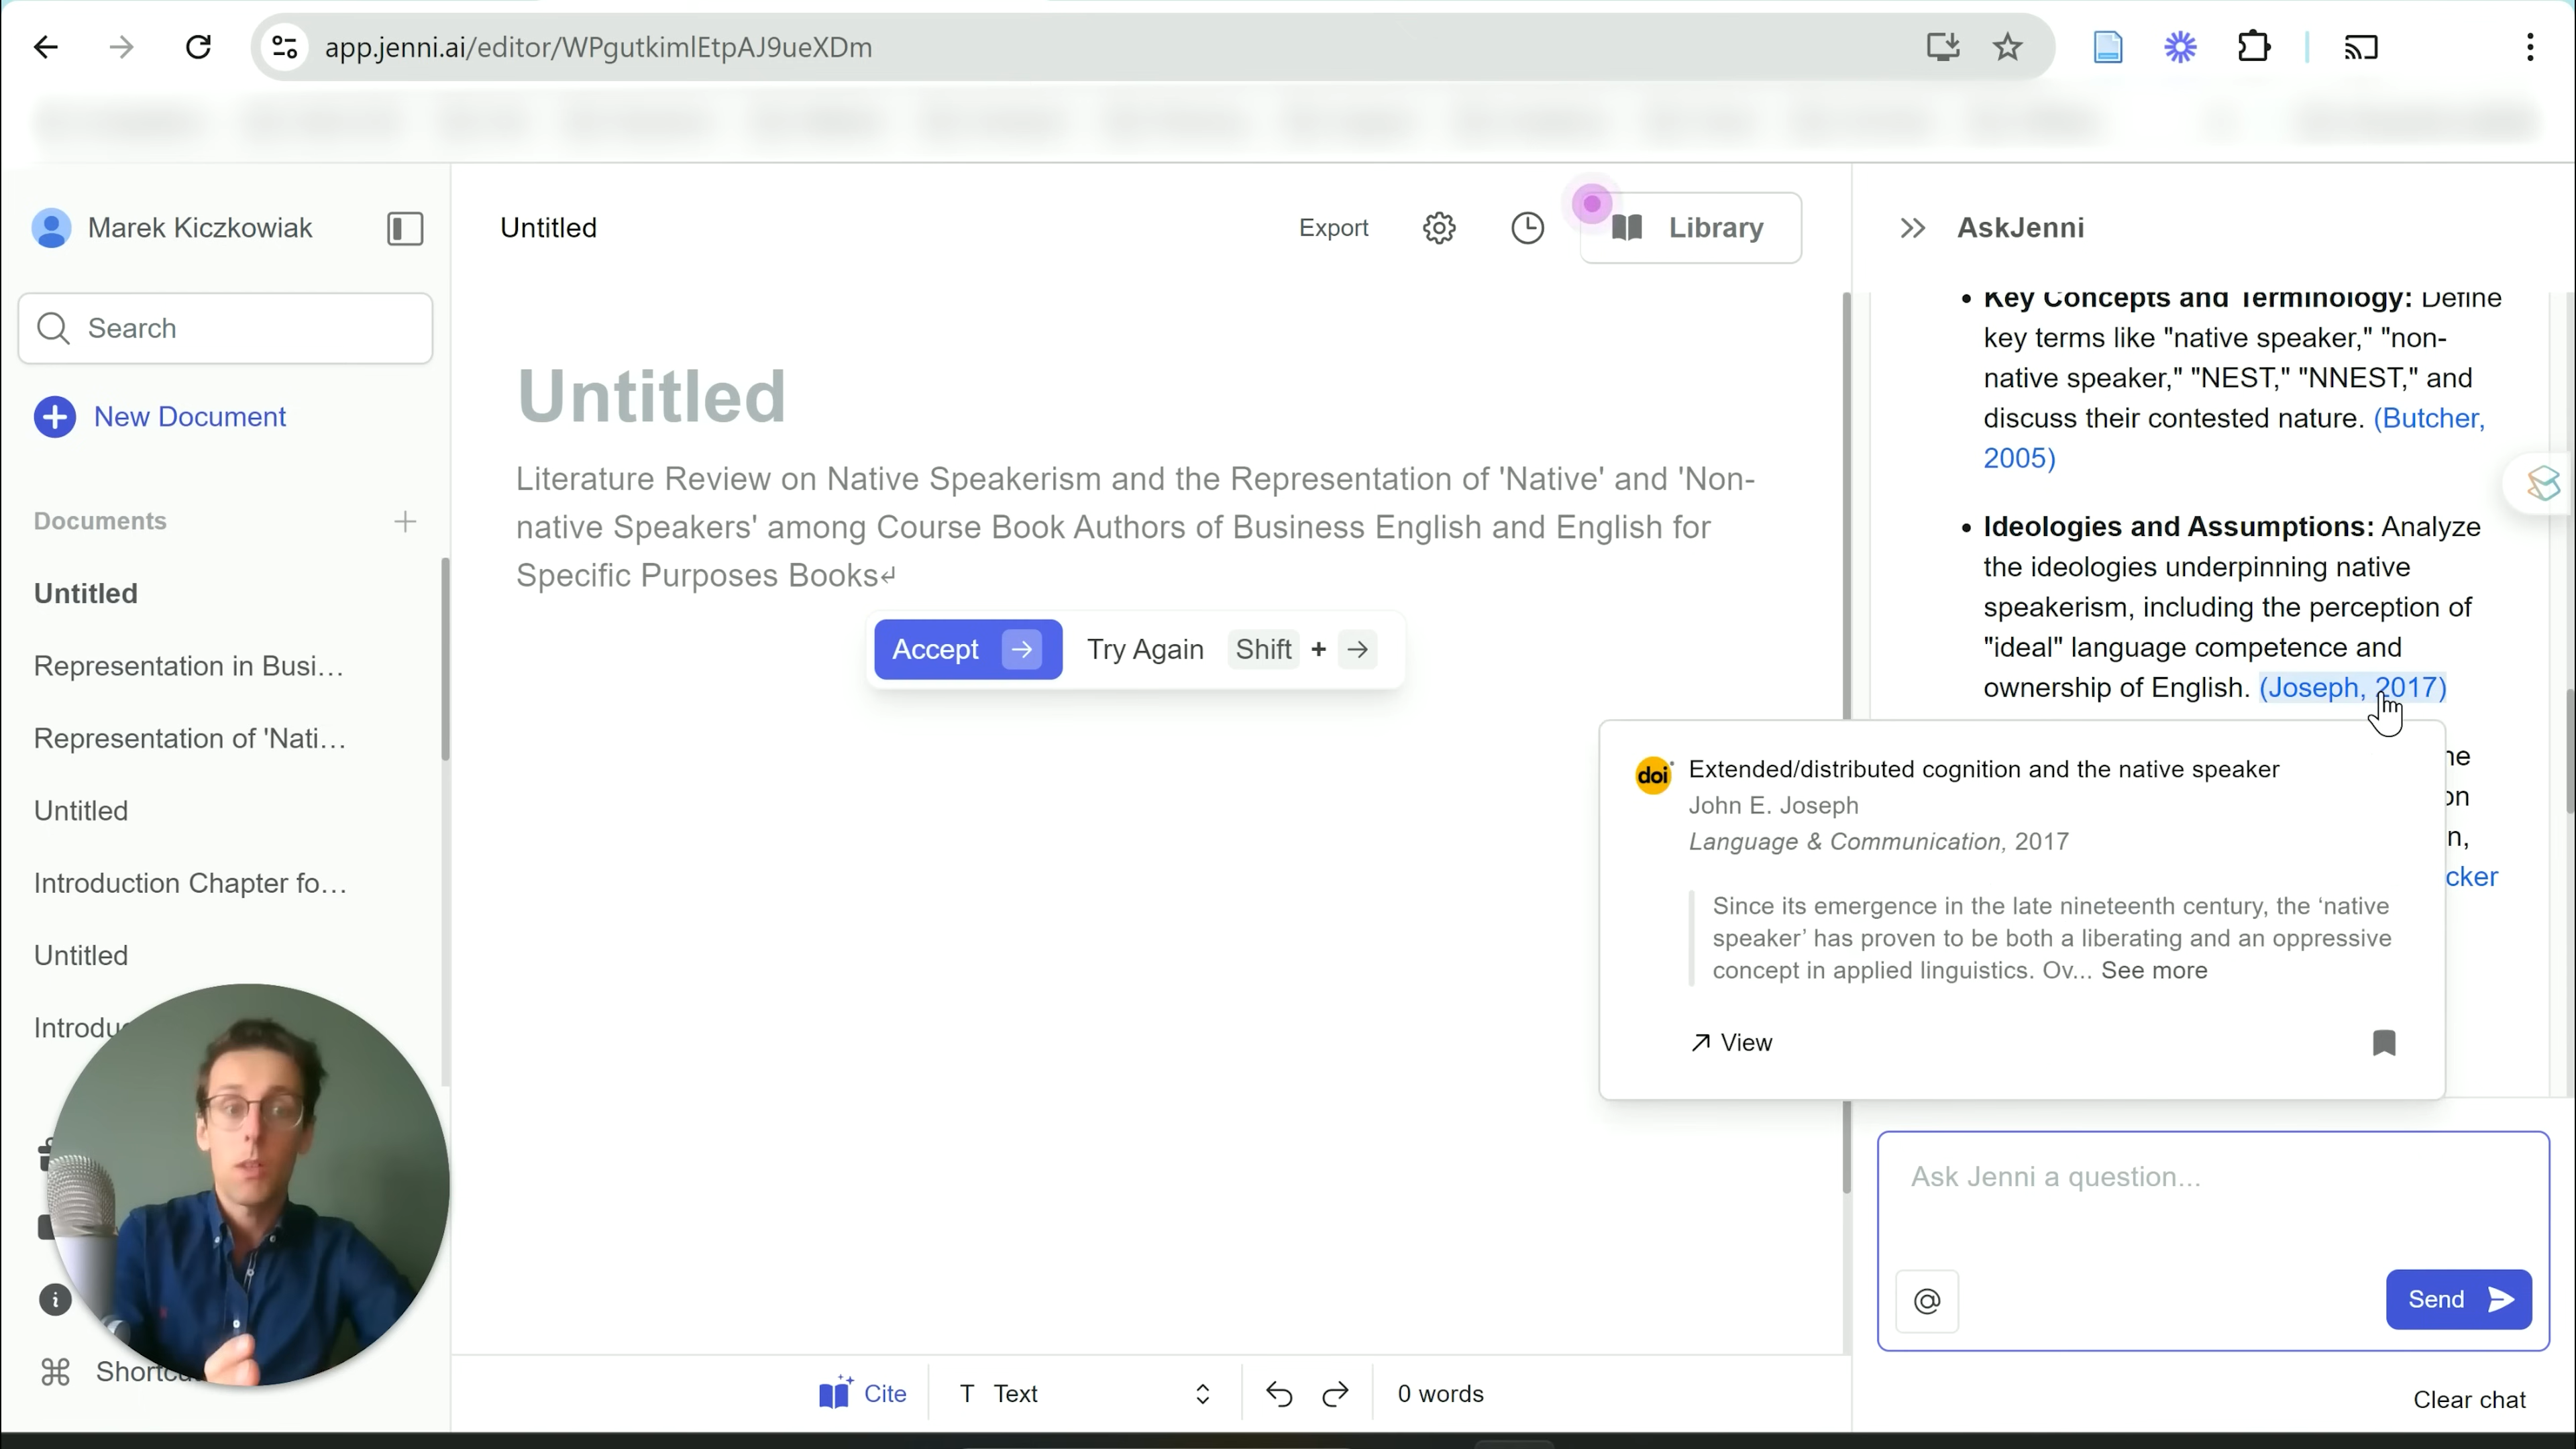 app.jenni.ai/editor/WPgutkimlEtpAJ9ueXDm
Marek Kiczkowiak
Search
New Document
Documents
Untitled
Representation in Busi...
Representation of 'Nati...
Untitled
Introduction Chapter fo...
Untitled
Untitled
Export
Library
Untitled
Literature Review on Native Speakerism and the Representation of 'Native' and 'Non-
native Speakers' among Course Book Authors of Business English and English for
Specific Purposes Books↵
Accept → Try Again Shift + →
Cite
T Text
0 words
AskJenni
• Key Concepts and Terminology: Define
key terms like "native speaker," "non-
native speaker," "NEST," "NNEST," and
discuss their contested nature. (Butcher,
2005)
• Ideologies and Assumptions: Analyze
the ideologies underpinning native
speakerism, including the perception of
"ideal" language competence and
ownership of English. (Joseph, 2017)
doi
Extended/distributed cognition and the native speaker
John E. Joseph
Language & Communication, 2017
Since its emergence in the late nineteenth century, the ‘native
speaker’ has proven to be both a liberating and an oppressive
concept in applied linguistics. Ov... See more
View
Ask Jenni a question...
@
Send
Clear chat